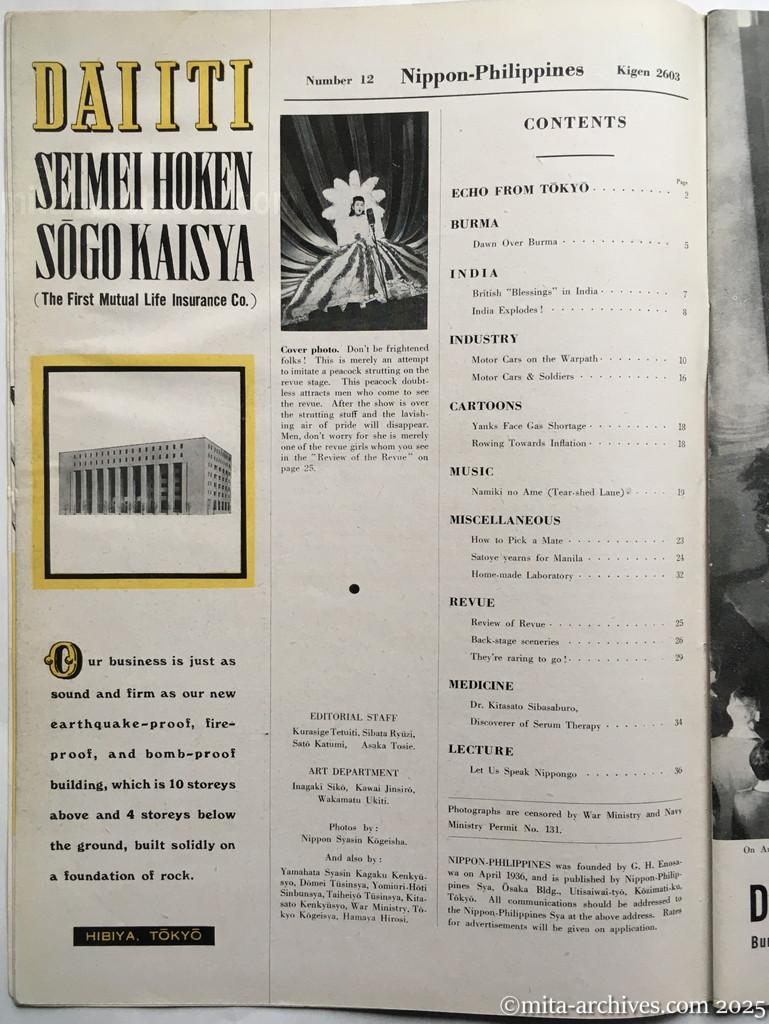 DAI ITI
SEIMEI HOKEN
SŌGO KAISYA
(The First Mutual Life Insurance Co.)
Our business is just as
sound and firm as our new
earthquake-proof, fire-
proof, and bomb-proof
building, which is 10 storeys
above and 4 storeys below
the ground, built solidly on
a foundation of rock.
HIBIYA, TŌKYŌ
Number 12 Nippon-Philippines Kigen 2603
Cover photo. Don't be frightened
folks! This is merely an attempt
to imitate a peacock strutting on the
revue stage. This peacock doubt-
less attracts men who come to see
the revue. After the show is over
the strutting stuff and the lavish-
ing air of pride will disappear.
Men, don't worry for she is merely
one of the revue girls whom you see
in the "Review of the Revue" on
page 25.
EDITORIAL STAFF
Kurasige Tetuiti, Sibata Ryūzi,
Satō Katumi, Asaka Tosie.
ART DEPARTMENT
Inagaki Sikō, Kawai Jinsirō,
Wakamatu Ukiti.
Photos by:
Nippon Syasin Kōgeisha.
And also by:
Yamahata Syasin Kagaku Kenkyū-
syo, Dōmei Tūsinsya, Yomiuri-Hōti
Sinbunsya, Taiheiyō Tūsinsya, Kita-
sato Kenkyūsyo, War Ministry, Tō-
kyo Kōgeisya, Hamaya Hirosi.
CONTENTS
Page
ECHO FROM TŌKYŌ 2
BURMA
Dawn Over Burma 5
INDIA
British "Blessings" in India 7
India Explodes! 8
INDUSTRY
Motor Cars on the Warpath 10
Motor Cars & Soldiers 16
CARTOONS
Yanks Face Gas Shortage 18
Rowing Towards Inflation 18
MUSIC
Namiki no Ame (Tear-shed Lane) 19
MISCELLANEOUS
How to Pick a Mate 23
Satoye yearns for Manila 24
Home-made Laboratory 32
REVUE
Review of Revue 25
Back-stage sceneries 26
They're raring to go! 29
MEDICINE
Dr. Kitasato Sibasaburo,
Discoverer of Serum Therapy 34
LECTURE
Let Us Speak Nippongo 36
Photographs are censored by War Ministry and Navy
Ministry Permit No. 131.
NIPPON-PHILIPPINES was founded by G. H. Enosa-
wa on April 1936, and is published by Nippon-Philip-
pines Sya, Ōsaka Bldg., Utisaiwai-tyō, Kōzimati-ku,
Tōkyō. All communications should be addressed to
the Nippon-Philippines Sya at the above address. Rates
for advertisements will be given on application.
On
D
©mita-archives.com 2025